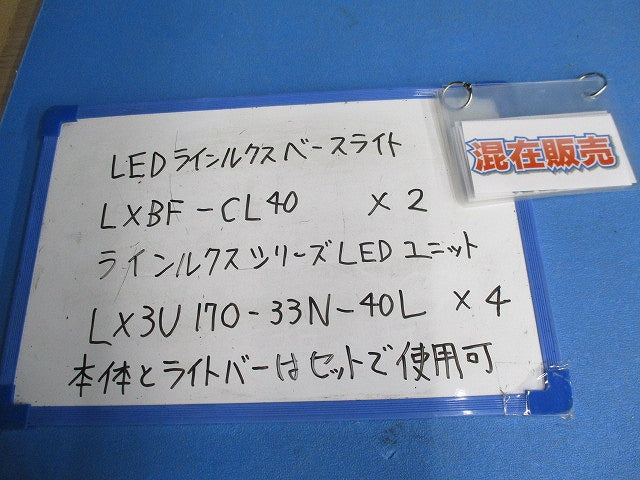 LEDラインルクスベースライト
LXBF-CL40 ×2
ラインルクスツリーズLEDユニット
LX3U170-33N-40L ×4
本体とライトバーはセットで使用可
混在販売